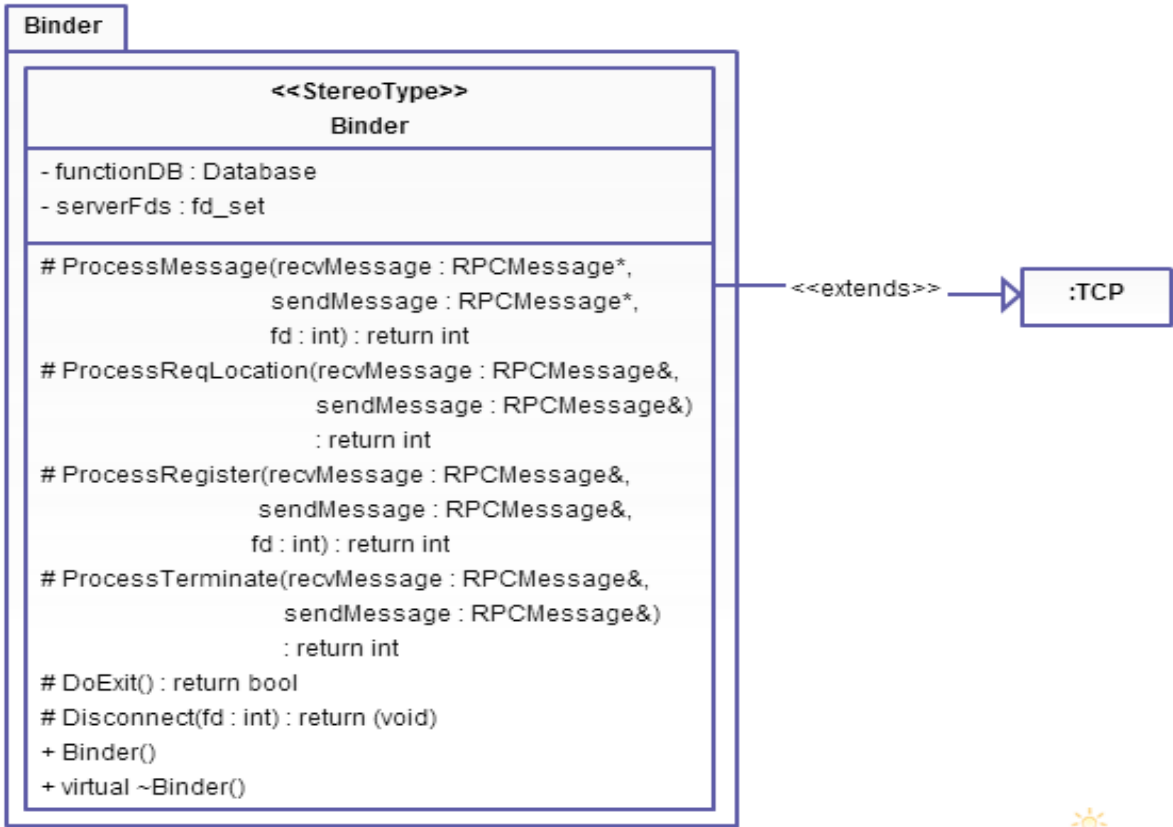 Binder
<<StereoType>>
Binder
- functionDB : Database
- serverFds : fd_set
# ProcessMessage(recvMessage : RPCMessage*,
sendMessage : RPCMessage*,
fd : int) : return int
# ProcessReqLocation(recvMessage : RPCMessage&,
sendMessage : RPCMessage&)
: return int
# ProcessRegister(recvMessage : RPCMessage&,
sendMessage : RPCMessage&,
fd : int) : return int
# ProcessTerminate(recvMessage : RPCMessage&,
sendMessage : RPCMessage&)
: return int
# DoExit() : return bool
# Disconnect(fd : int) : return (void)
+ Binder()
+ virtual ~Binder()
<<extends>>
:TCP